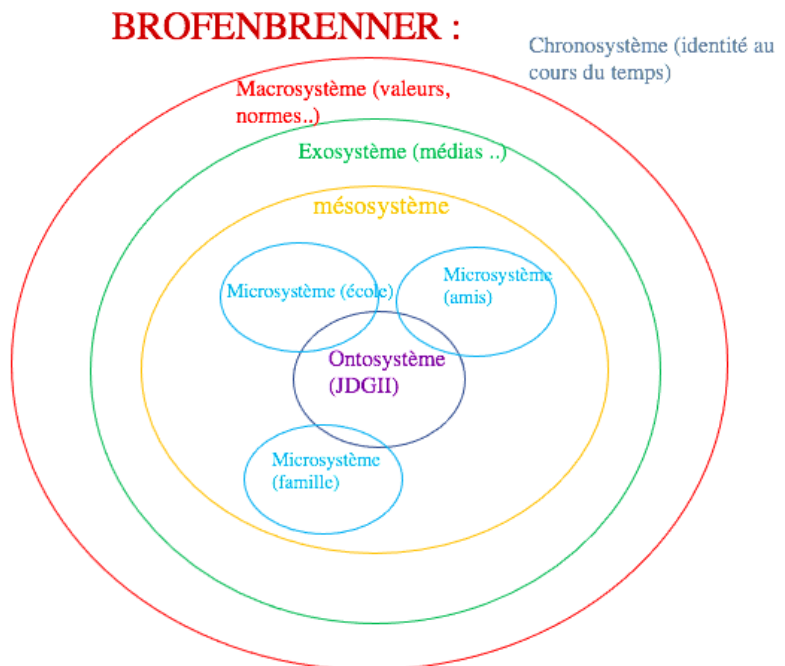 BROFENBRENNER :
Chronosystème (identité au
cours du temps)
Macrosystème (valeurs,
normes..)
Exosystème (médias ..)
mésosystème
Microsystème (école)
Microsystème
(amis)
Ontosystème
(JDGII)
Microsystème
(famille)